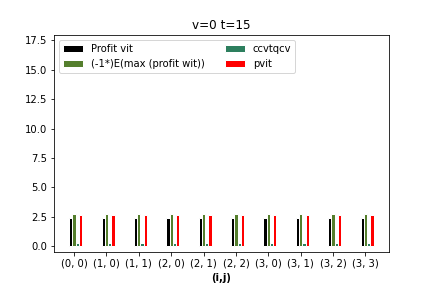 v=0 t=15
Profit vit
(-1*)E(max (profit wit))
ccvtqcv
pvit
17.5
15.0
12.5
10.0
7.5
5.0
2.5
0.0
(0, 0) (1, 0) (1, 1) (2, 0) (2, 1) (2, 2) (3, 0) (3, 1) (3, 2) (3, 3)
(i,j)